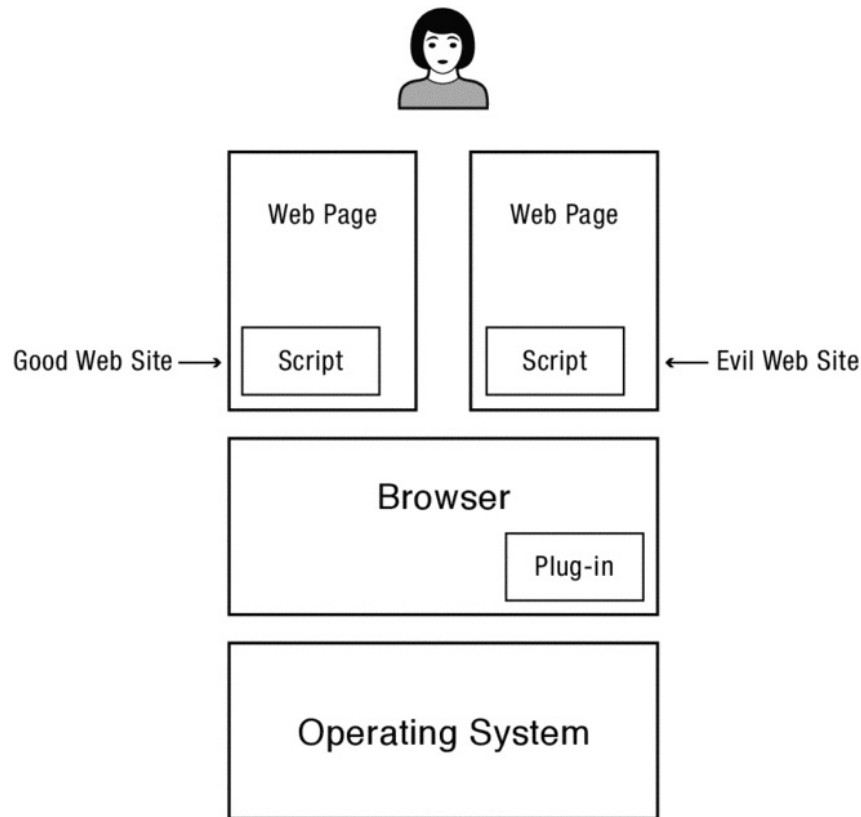 Web Page
Web Page
Good Web Site
Script
Script
Evil Web Site
Browser
Plug-in
Operating System